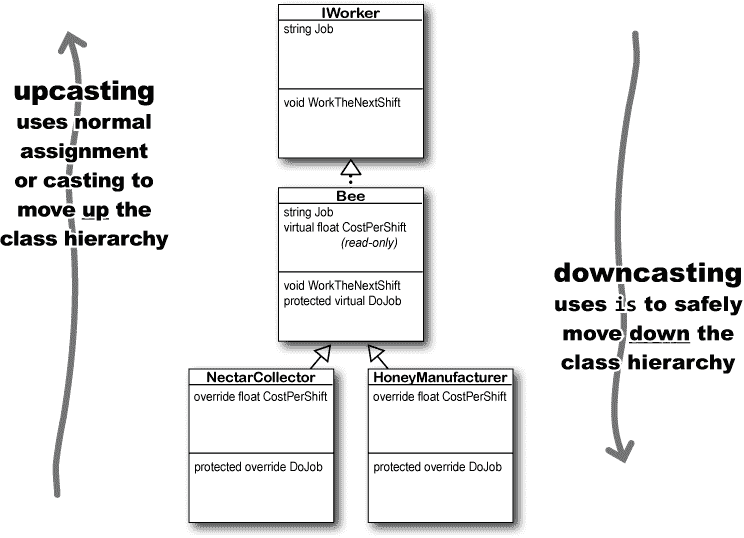 upcasting
uses normal
assignment
or casting to
move up the
class hierarchy
IWorker
string Job
void WorkTheNextShift
Bee
string Job
virtual float CostPerShift
(read-only)
void WorkTheNextShift
protected virtual DoJob
NectarCollector
override float CostPerShift
protected override DoJob
HoneyManufacturer
override float CostPerShift
protected override DoJob
downcasting
uses is to safely
move down the
class hierarchy